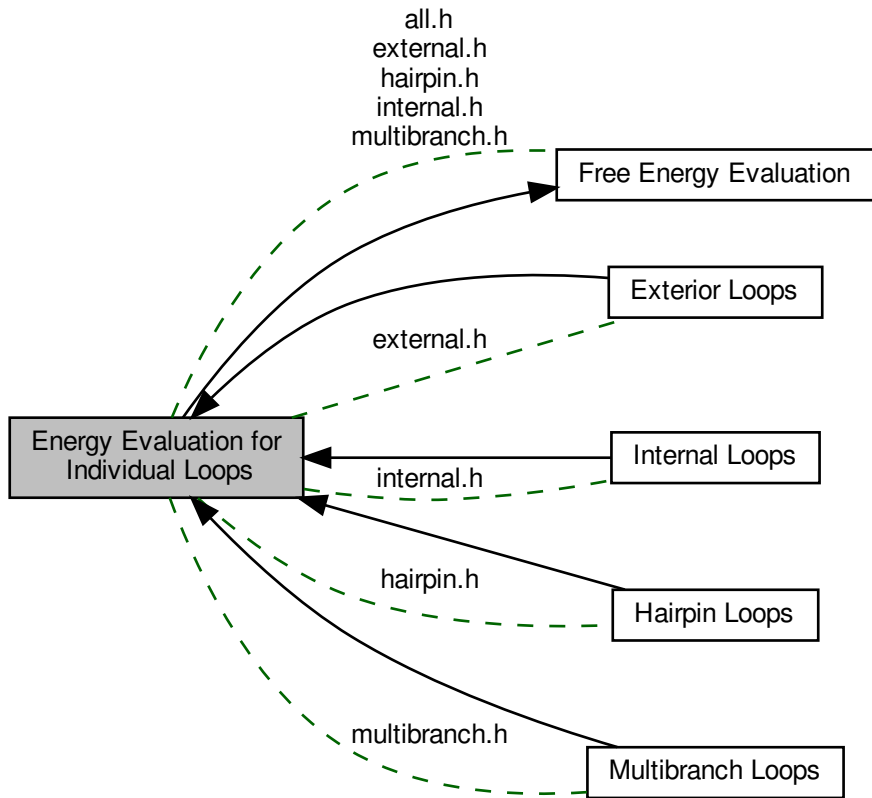 all.h
external.h
hairpin.h
internal.h
multibranch.h
Free Energy Evaluation
Exterior Loops
external.h
Energy Evaluation for
Individual Loops
Internal Loops
internal.h
hairpin.h
Hairpin Loops
multibranch.h
Multibranch Loops